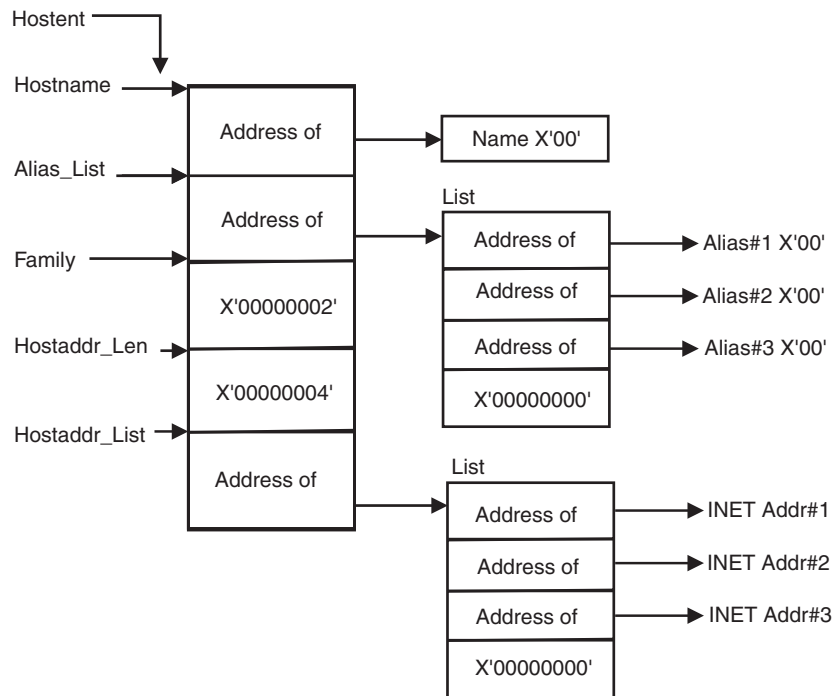 Hostent
Hostname
Address of
Name X'00'
Alias_List
List
Address of
Address of
Alias#1 X'00'
Family
Address of
Alias#2 X'00'
X'00000002'
Hostaddr_Len
Address of
Alias#3 X'00'
X'00000004'
X'00000000'
Hostaddr_List
List
Address of
Address of
INET Addr#1
Address of
INET Addr#2
Address of
INET Addr#3
X'00000000'